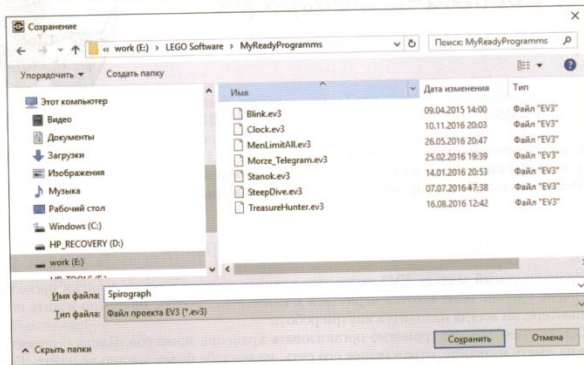 Сохранение
« work (E:) > LEGO Software > MyReadyProgramms
Поиск: MyReadyProgramms
Упорядочить Создать папку
Этот компьютер
Видео
Документы
Загрузки
Изображения
Музыка
Рабочий стол
Windows (C:)
HP_RECOVERY (D:)
work (E:)
Имя Дата изменения Тип
Blink.ev3 09.04.2015 14:00 Файл "EV3"
Clock.ev3 10.11.2016 20:03 Файл "EV3"
MenLimitAll.ev3 26.05.2016 20:47 Файл "EV3"
Morze_Telegram.ev3 25.02.2016 19:39 Файл "EV3"
Stanok.ev3 14.01.2016 20:53 Файл "EV3"
SteepDive.ev3 07.07.2016 17:38 Файл "EV3"
TreasureHunter.ev3 16.08.2016 12:42 Файл "EV3"
Имя файла: Spirograph
Тип файла: Файл проекта EV3 (*.ev3)
Скрыть папки
Сохранить Отмена